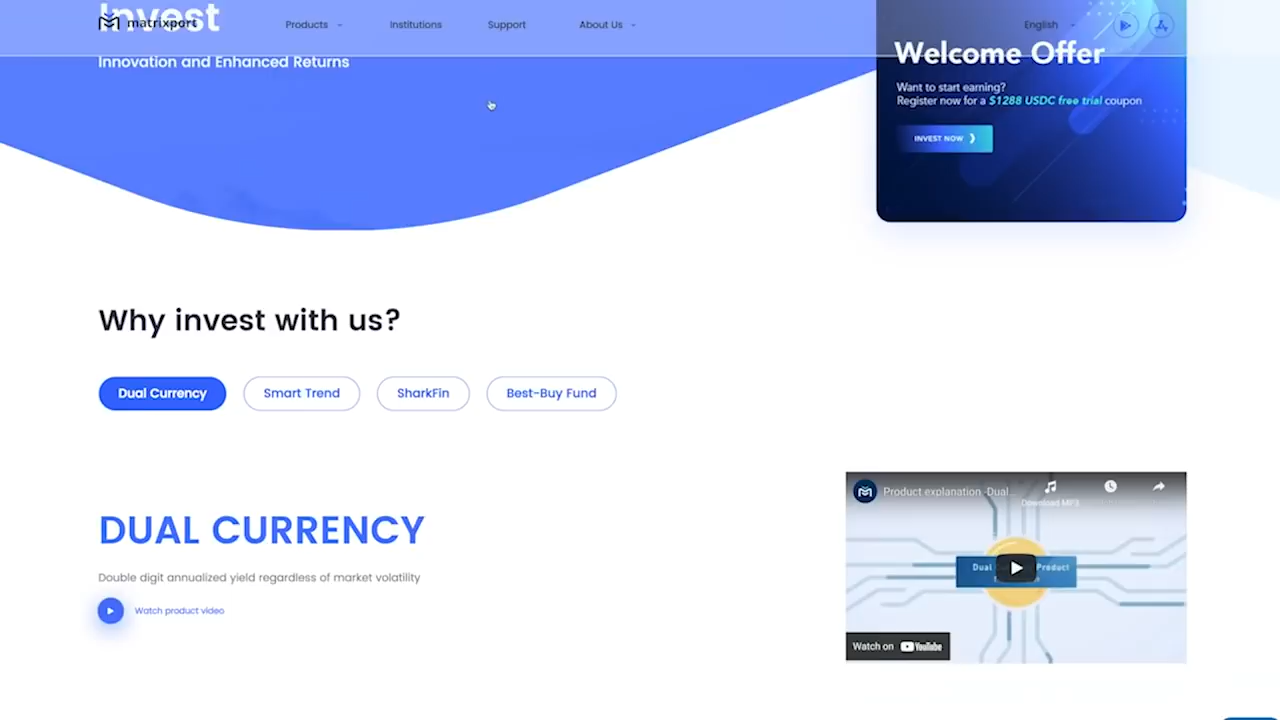 Invest
matrixport
Products
Institutions
Support
About Us
English
Innovation and Enhanced Returns
Welcome Offer
Want to start earning?
Register now for a $1288 USDC free trial coupon
INVEST NOW
Why invest with us?
Dual Currency
Smart Trend
SharkFin
Best-Buy Fund
DUAL CURRENCY
Double digit annualized yield regardless of market volatility
Watch product video
Product explanation -Dual...
Download MP3
Dual
Product
Watch on YouTube